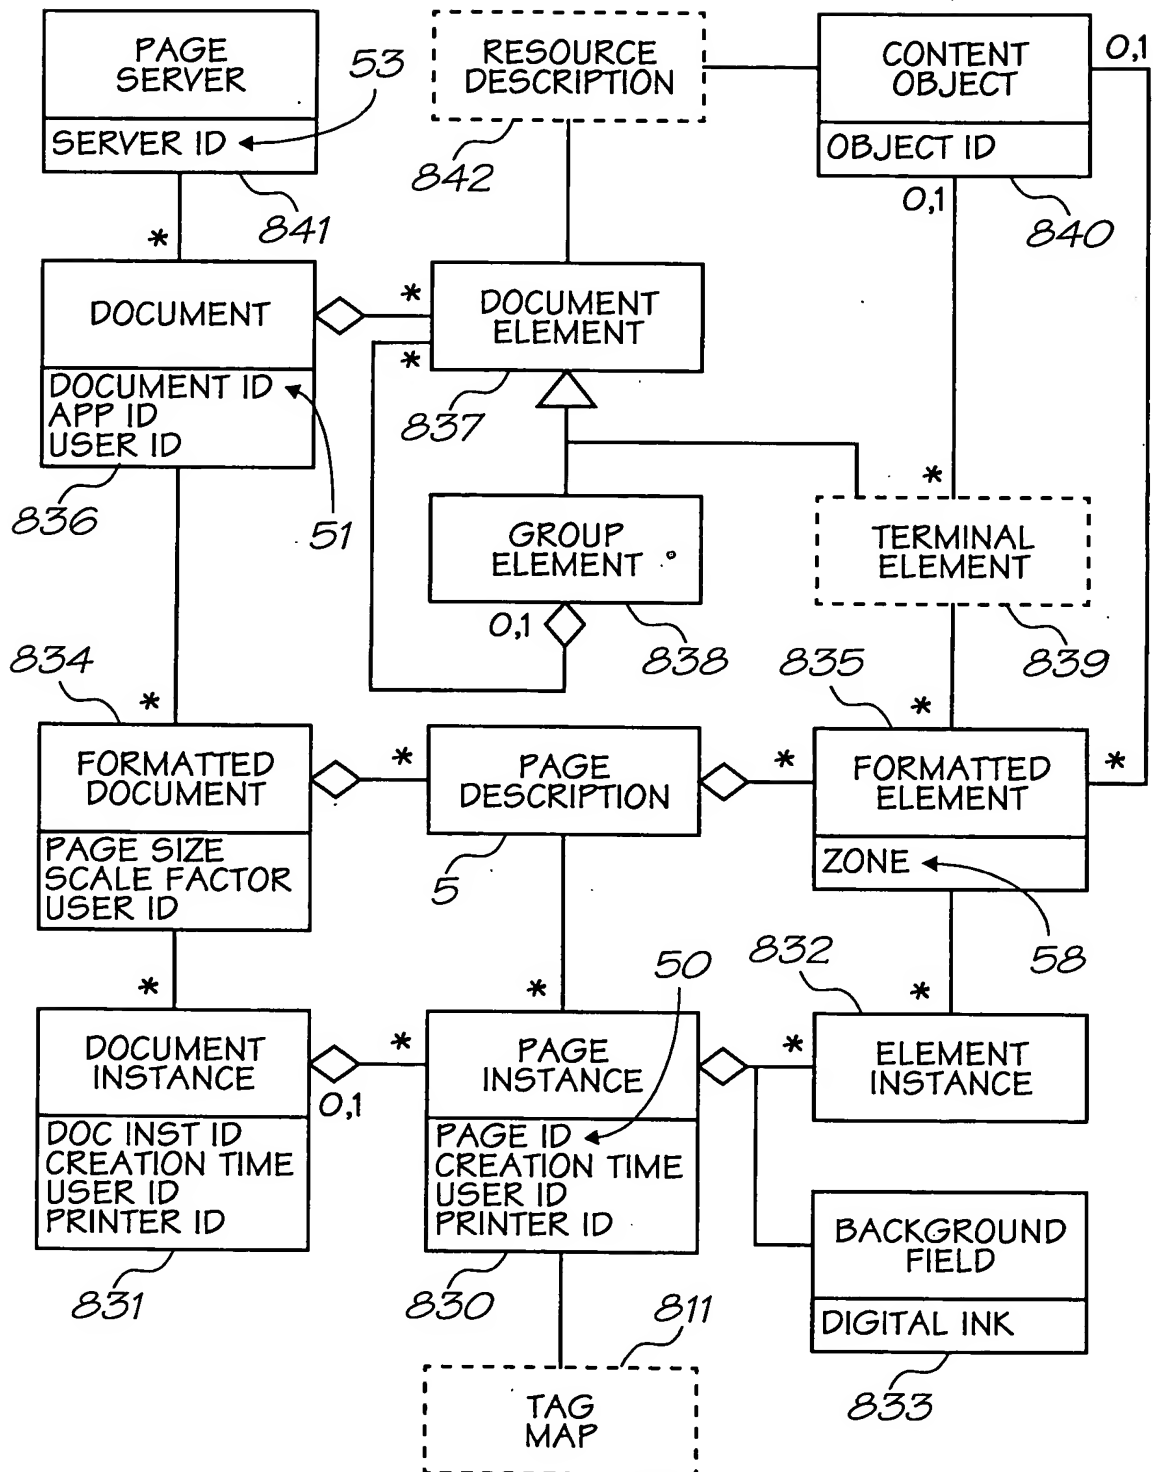 PAGE
SERVER
SERVER ID
53
841
RESOURCE
DESCRIPTION
842
CONTENT
OBJECT
OBJECT ID
0,1
0,1
840
*
DOCUMENT
DOCUMENT ID
APP ID
USER ID
836
51
*
*
DOCUMENT
ELEMENT
837
GROUP
ELEMENT
0,1
838
*
TERMINAL
ELEMENT
839
834
*
FORMATTED
DOCUMENT
PAGE SIZE
SCALE FACTOR
USER ID
*
PAGE
DESCRIPTION
5
835
*
*
*
FORMATTED
ELEMENT
ZONE
58
*
DOCUMENT
INSTANCE
0,1
DOC INST ID
CREATION TIME
USER ID
PRINTER ID
831
*
*
50
PAGE
INSTANCE
PAGE ID
CREATION TIME
USER ID
PRINTER ID
830
832
*
*
ELEMENT
INSTANCE
BACKGROUND
FIELD
DIGITAL INK
833
811
TAG
MAP